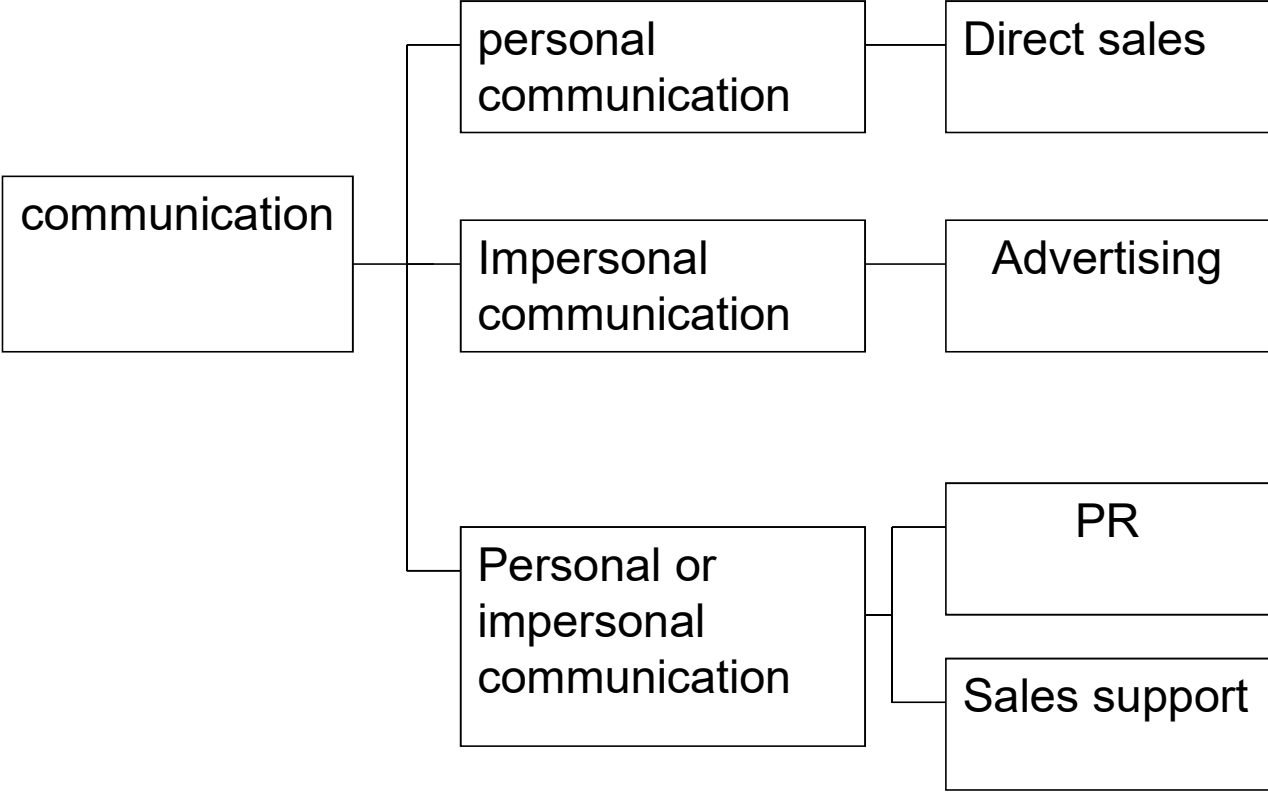 personal
communication
Direct sales
communication
Impersonal
communication
Advertising
Personal or
impersonal
communication
PR
Sales support